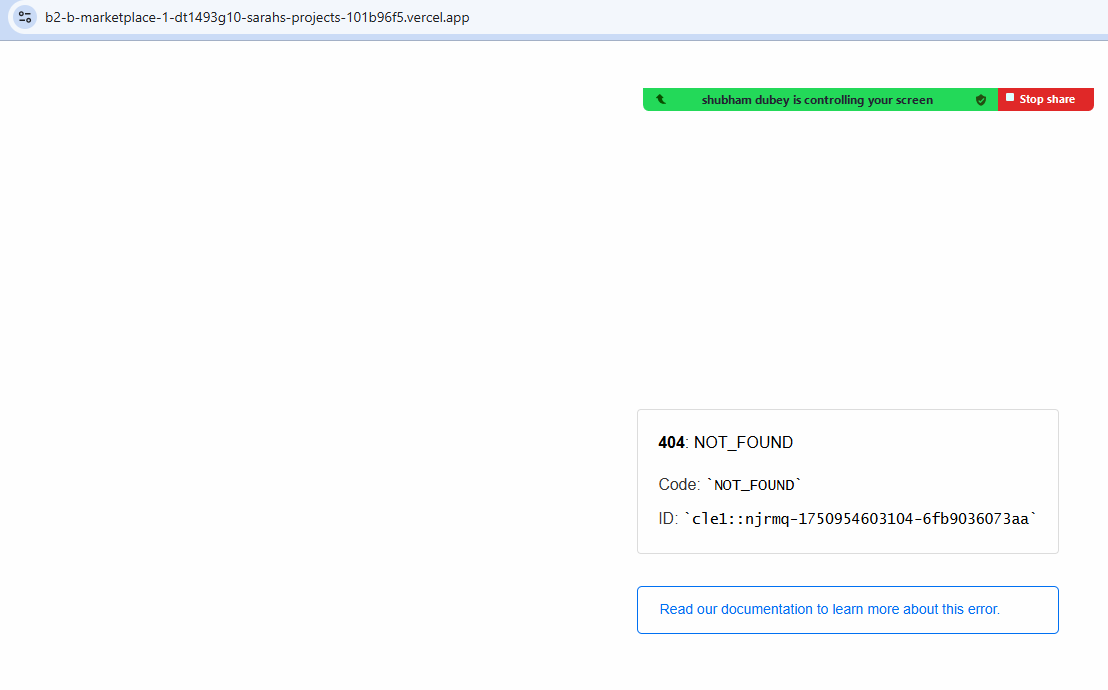 b2-b-marketplace-1-dt1493g10-sarahs-projects-101b96f5.vercel.app
shubham dubey is controlling your screen
Stop share
404: NOT_FOUND
Code: `NOT_FOUND`
ID: `cle1::njrmq-1750954603104-6fb9036073aa`
Read our documentation to learn more about this error.